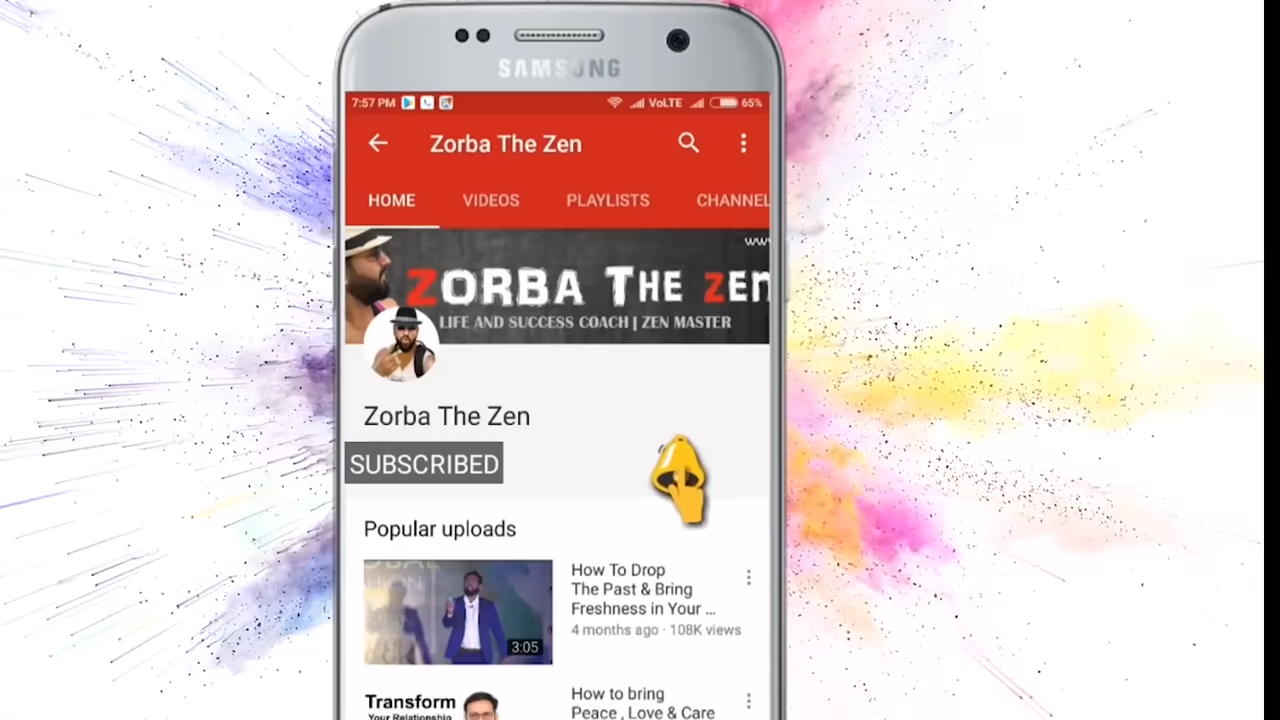 SAMSUNG
7:57 PM VoLTE 65%
Zorba The Zen
HOME VIDEOS PLAYLISTS CHANNEL
ZORBA THE ZEN
LIFE AND SUCCESS COACH | ZEN MASTER
Zorba The Zen
SUBSCRIBED
Popular uploads
How To Drop
The Past & Bring
Freshness in Your ...
4 months ago · 108K views
3:05
Transform
Your Relationship
How to bring
Peace , Love & Care